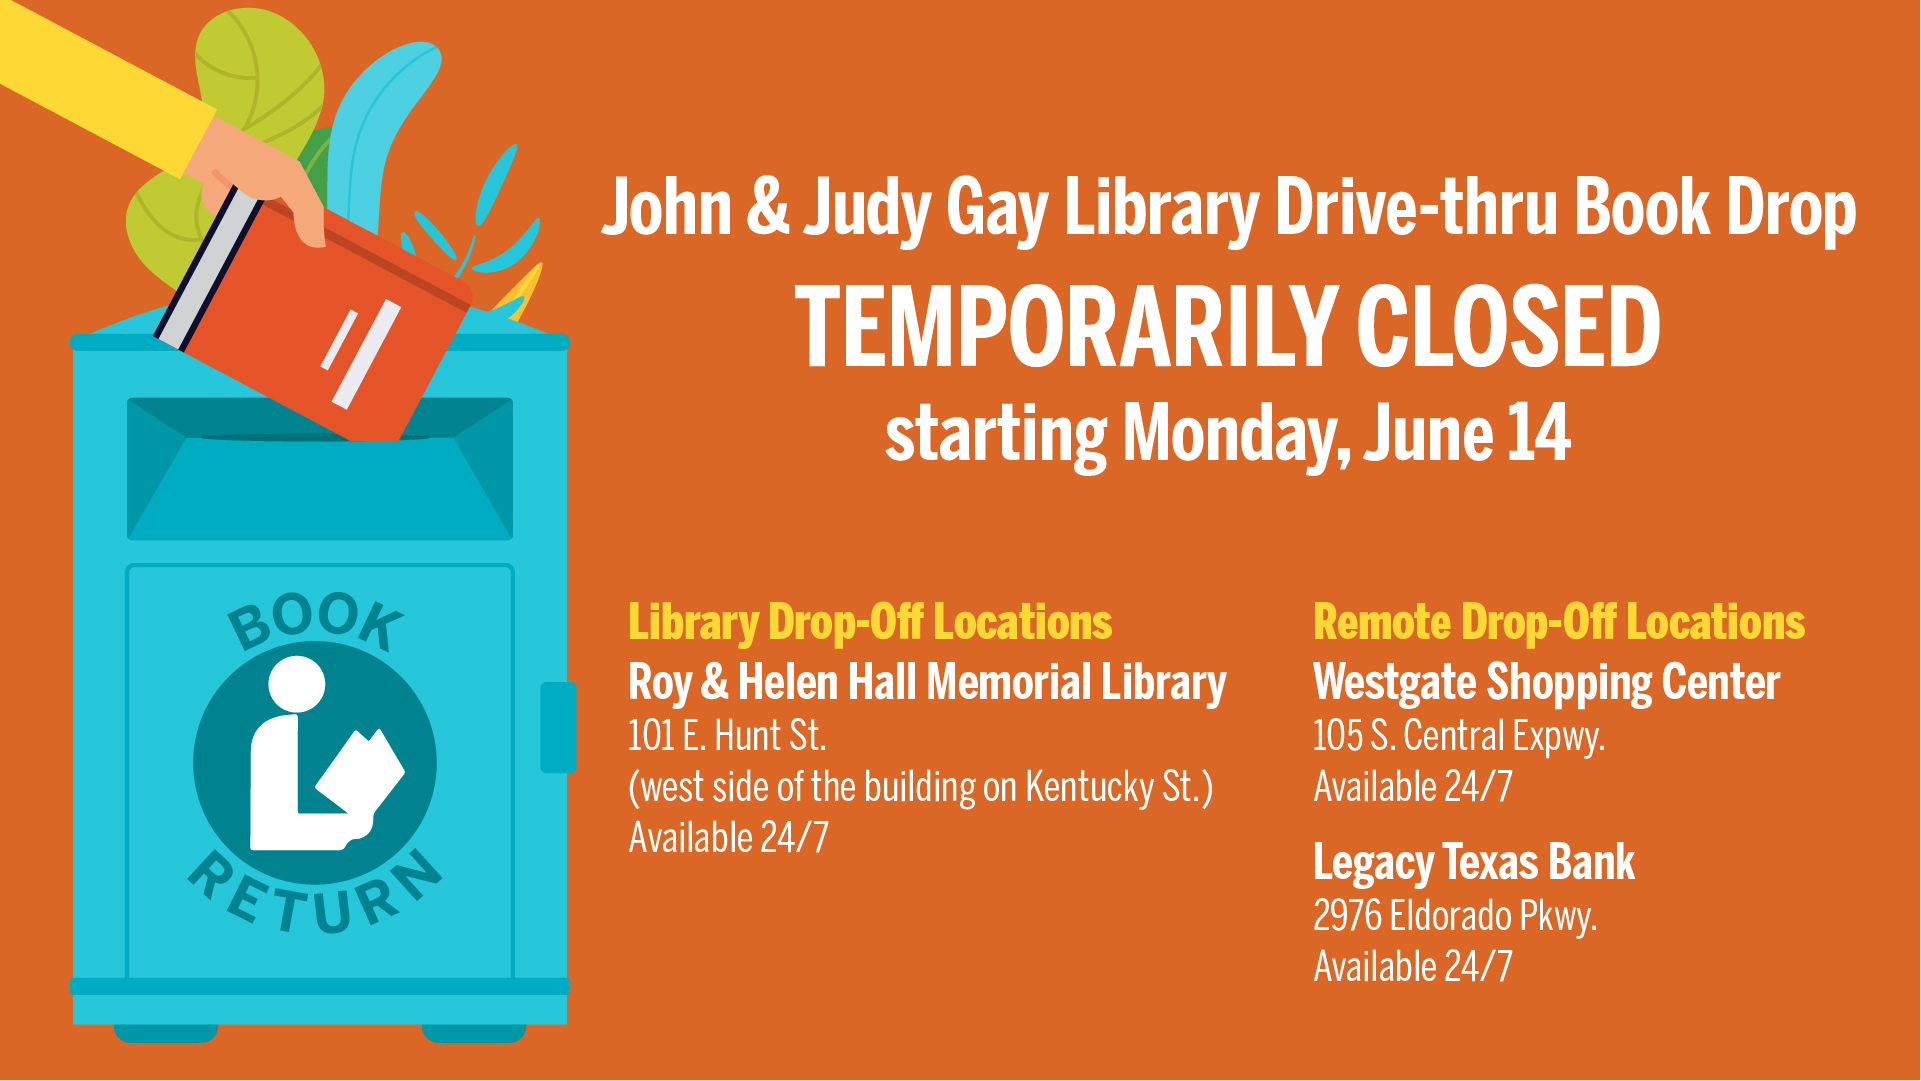 John & Judy Gay Library Drive-thru Book Drop
TEMPORARILY CLOSED
starting Monday, June 14
Library Drop-Off Locations
Roy & Helen Hall Memorial Library
101 E. Hunt St.
(west side of the building on Kentucky St.)
Available 24/7
Remote Drop-Off Locations
Westgate Shopping Center
105 S. Central Expwy.
Available 24/7
Legacy Texas Bank
2976 Eldorado Pkwy.
Available 24/7
BOOK
RETURN